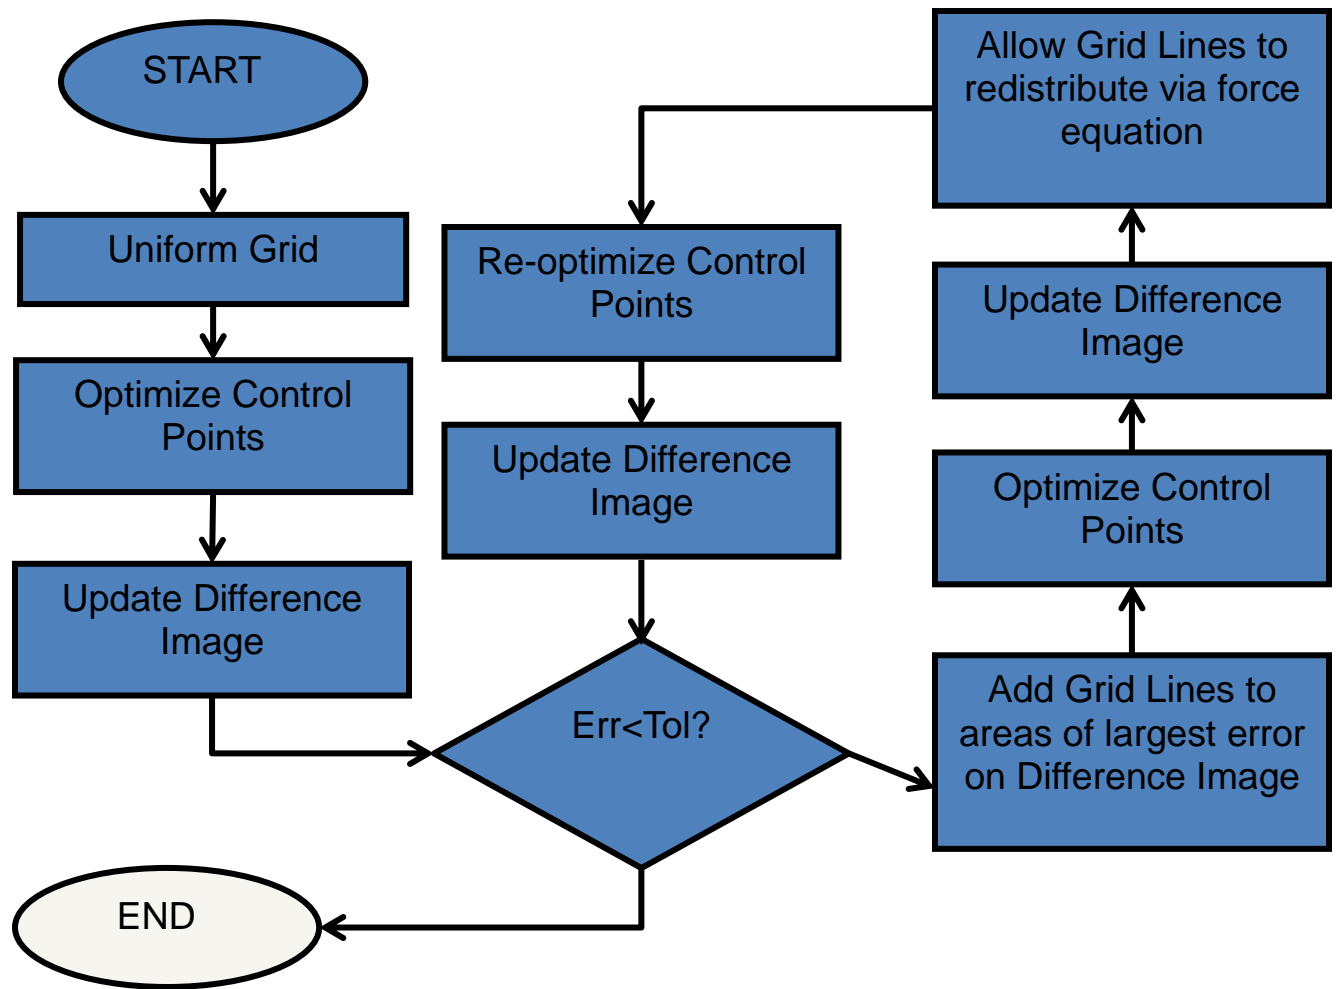 START
Uniform Grid
Optimize Control
Points
Update Difference
Image
Re-optimize Control
Points
Update Difference
Image
Err<Tol?
END
Allow Grid Lines to
redistribute via force
equation
Update Difference
Image
Optimize Control
Points
Add Grid Lines to
areas of largest error
on Difference Image